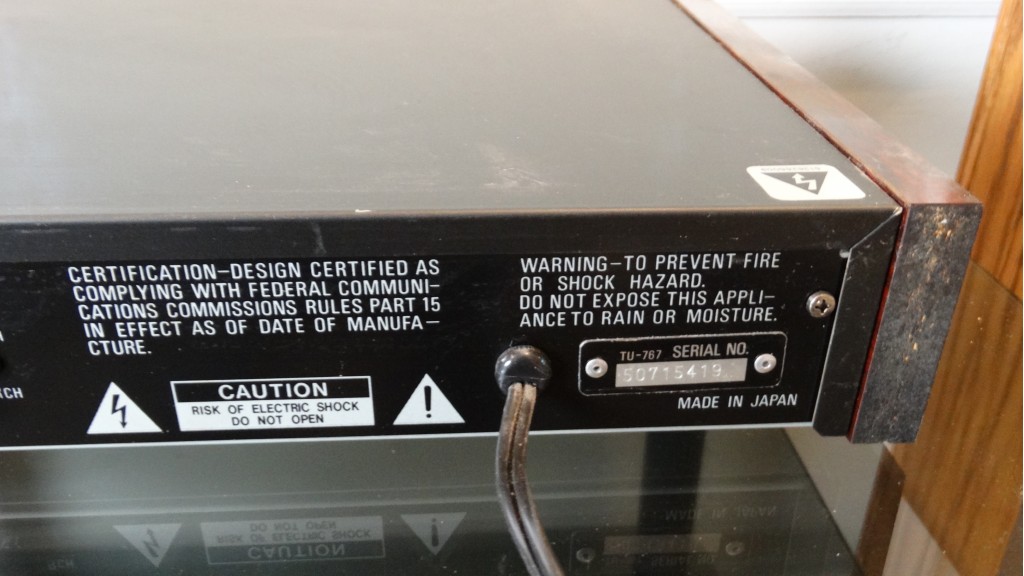 CERTIFICATION-DESIGN CERTIFIED AS
COMPLYING WITH FEDERAL COMMUNI-
CATIONS COMMISSIONS RULES PART 15
IN EFFECT AS OF DATE OF MANUFA-
CTURE.
CAUTION
RISK OF ELECTRIC SHOCK
DO NOT OPEN
WARNING-TO PREVENT FIRE
OR SHOCK HAZARD.
DO NOT EXPOSE THIS APPLI-
ANCE TO RAIN OR MOISTURE.
TU-767 SERIAL NO.
50715419
MADE IN JAPAN